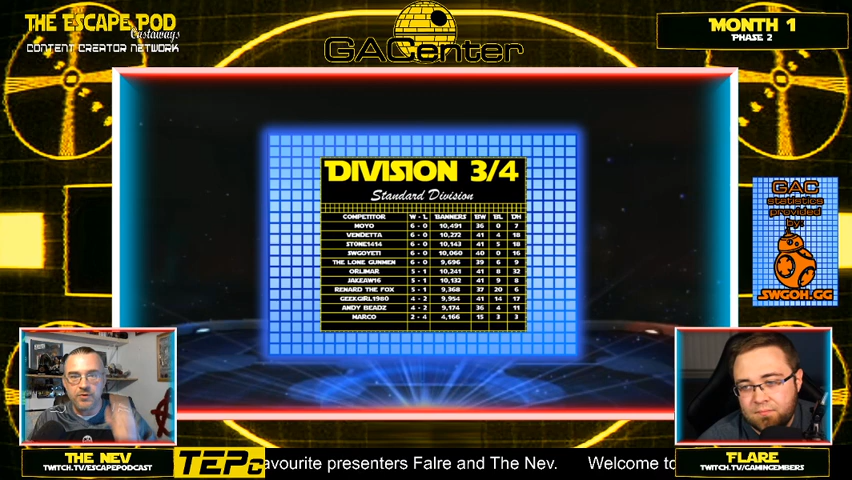 THE ESCAPE POD
Castaways
CONTENT CREATOR NETWORK
GACenter
MONTH 1
PHASE 2
DIVISION 3/4
Standard Division
COMPETITOR W - L BANNERS BW BL DH
MOYO 6 - 0 10,491 36 0 7
VENDETTA 6 - 0 10,272 41 4 18
STONE1414 6 - 0 10,143 41 5 18
SWGOYETI 6 - 0 10,060 40 0 16
THE LONE GUNMEN 6 - 0 9,696 39 6 9
ORLIMAR 5 - 1 10,241 41 8 32
JAKEAW16 5 - 1 10,132 41 9 8
RENARD THE FOX 5 - 1 9,368 37 20 6
GEEKGIRL1980 4 - 2 9,954 41 14 17
ANDY BEADZ 4 - 2 9,174 36 4 11
MARCO 2 - 4 4,166 15 3 3
GAC
statistics
provided
by:
SWGOH.GG
THE NEV
TWITCH.TV/ESCAPEPODCAST
TEPc
avourite presenters Falre and The Nev. Welcome to
FLARE
TWITCH.TV/GAMINGEMBERS